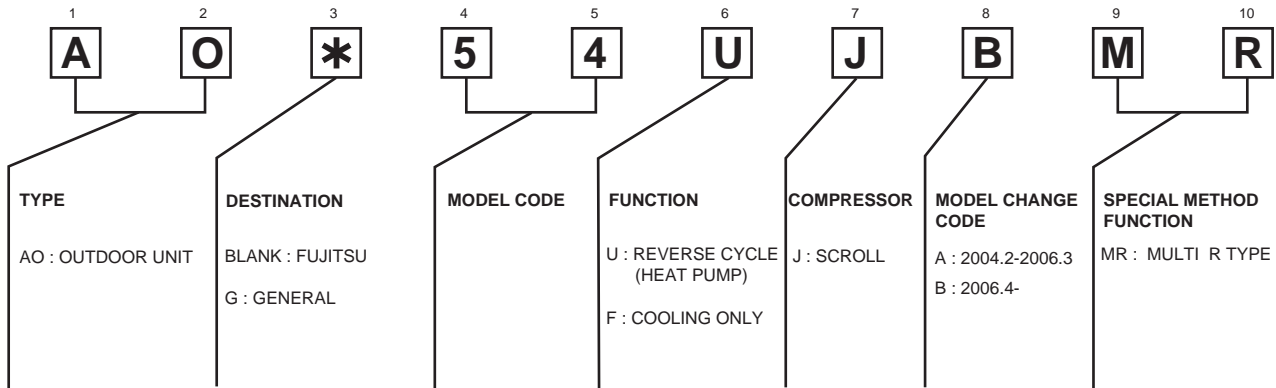 1 2 3 4 5 6 7 8 9 10
A O * 5 4 U J B M R
TYPE
AO : OUTDOOR UNIT
DESTINATION
BLANK : FUJITSU
G : GENERAL
MODEL CODE
FUNCTION
U : REVERSE CYCLE
(HEAT PUMP)
F : COOLING ONLY
COMPRESSOR
J : SCROLL
MODEL CHANGE
CODE
A : 2004.2-2006.3
B : 2006.4-
SPECIAL METHOD
FUNCTION
MR : MULTI R TYPE